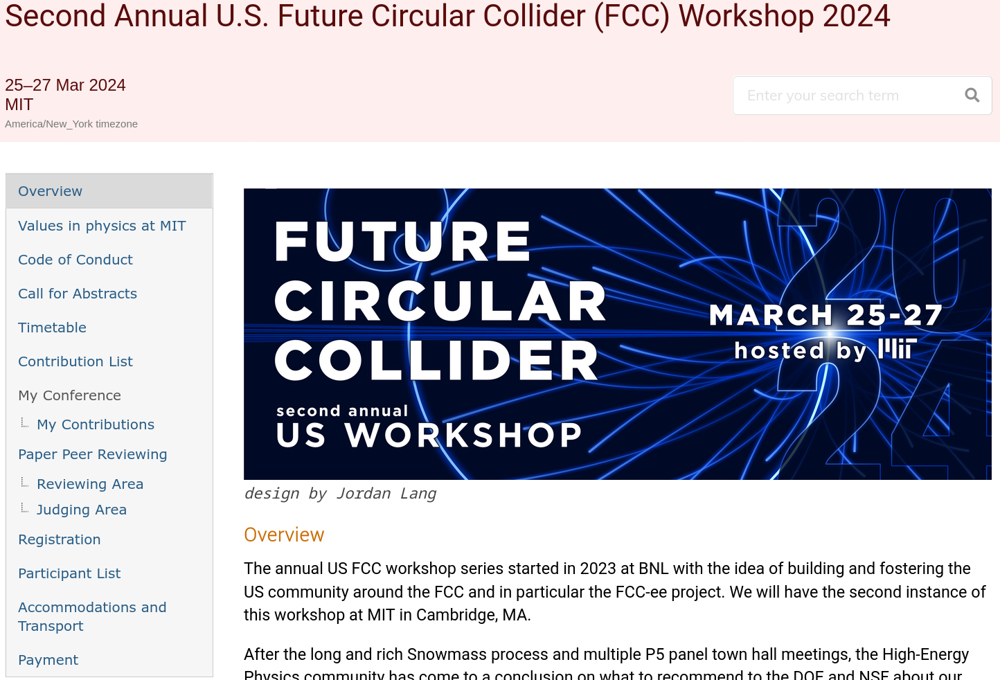 Second Annual U.S. Future Circular Collider (FCC) Workshop 2024
25–27 Mar 2024
MIT
America/New_York timezone
Enter your search term
Overview
Values in physics at MIT
Code of Conduct
Call for Abstracts
Timetable
Contribution List
My Conference
My Contributions
Paper Peer Reviewing
Reviewing Area
Judging Area
Registration
Participant List
Accommodations and
Transport
Payment
FUTURE
CIRCULAR
COLLIDER
second annual
US WORKSHOP
2024
MARCH 25-27
hosted by MIT
design by Jordan Lang
Overview
The annual US FCC workshop series started in 2023 at BNL with the idea of building and fostering the
US community around the FCC and in particular the FCC-ee project. We will have the second instance of
this workshop at MIT in Cambridge, MA.
After the long and rich Snowmass process and multiple P5 panel town hall meetings, the High-Energy
Physics community has come to a conclusion on what to recommend to the DOE and NSF about our